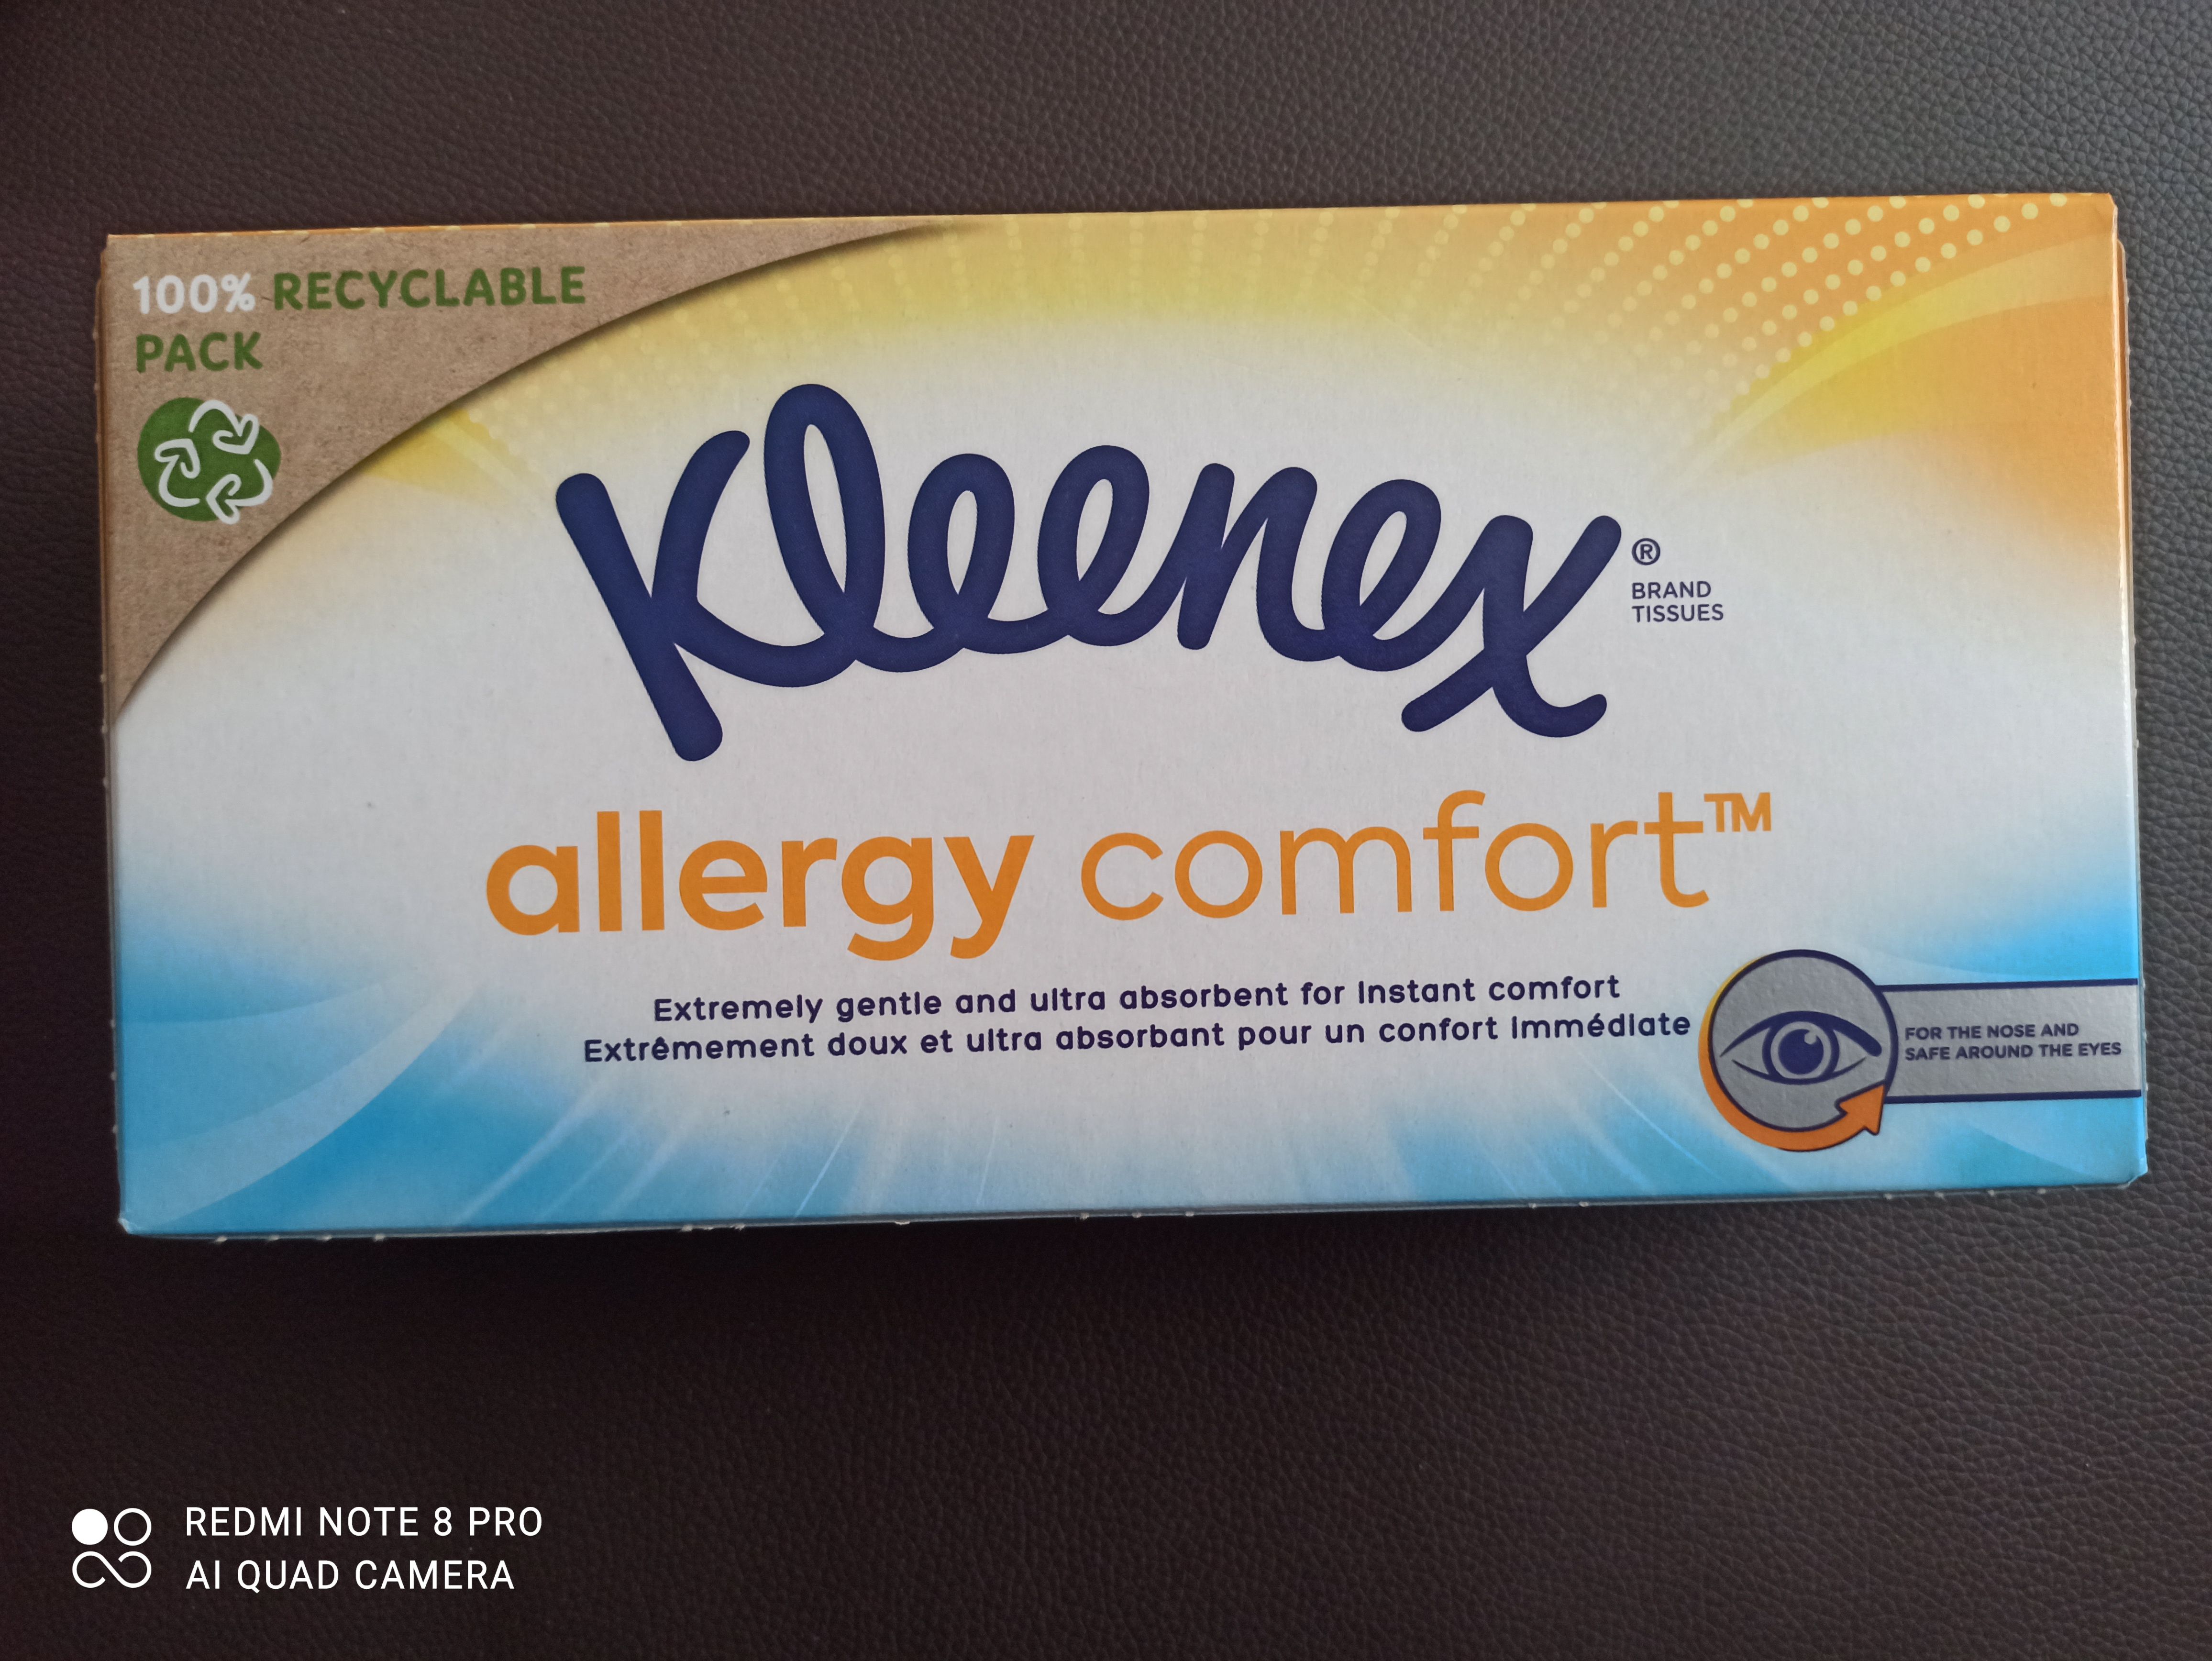 100% RECYCLABLE
PACK
Kleenex®
BRAND
TISSUES
allergy comfort™
Extremely gentle and ultra absorbent for instant comfort
Extrêmement doux et ultra absorbant pour un confort immédiate
FOR THE NOSE AND
SAFE AROUND THE EYES
REDMI NOTE 8 PRO
AI QUAD CAMERA